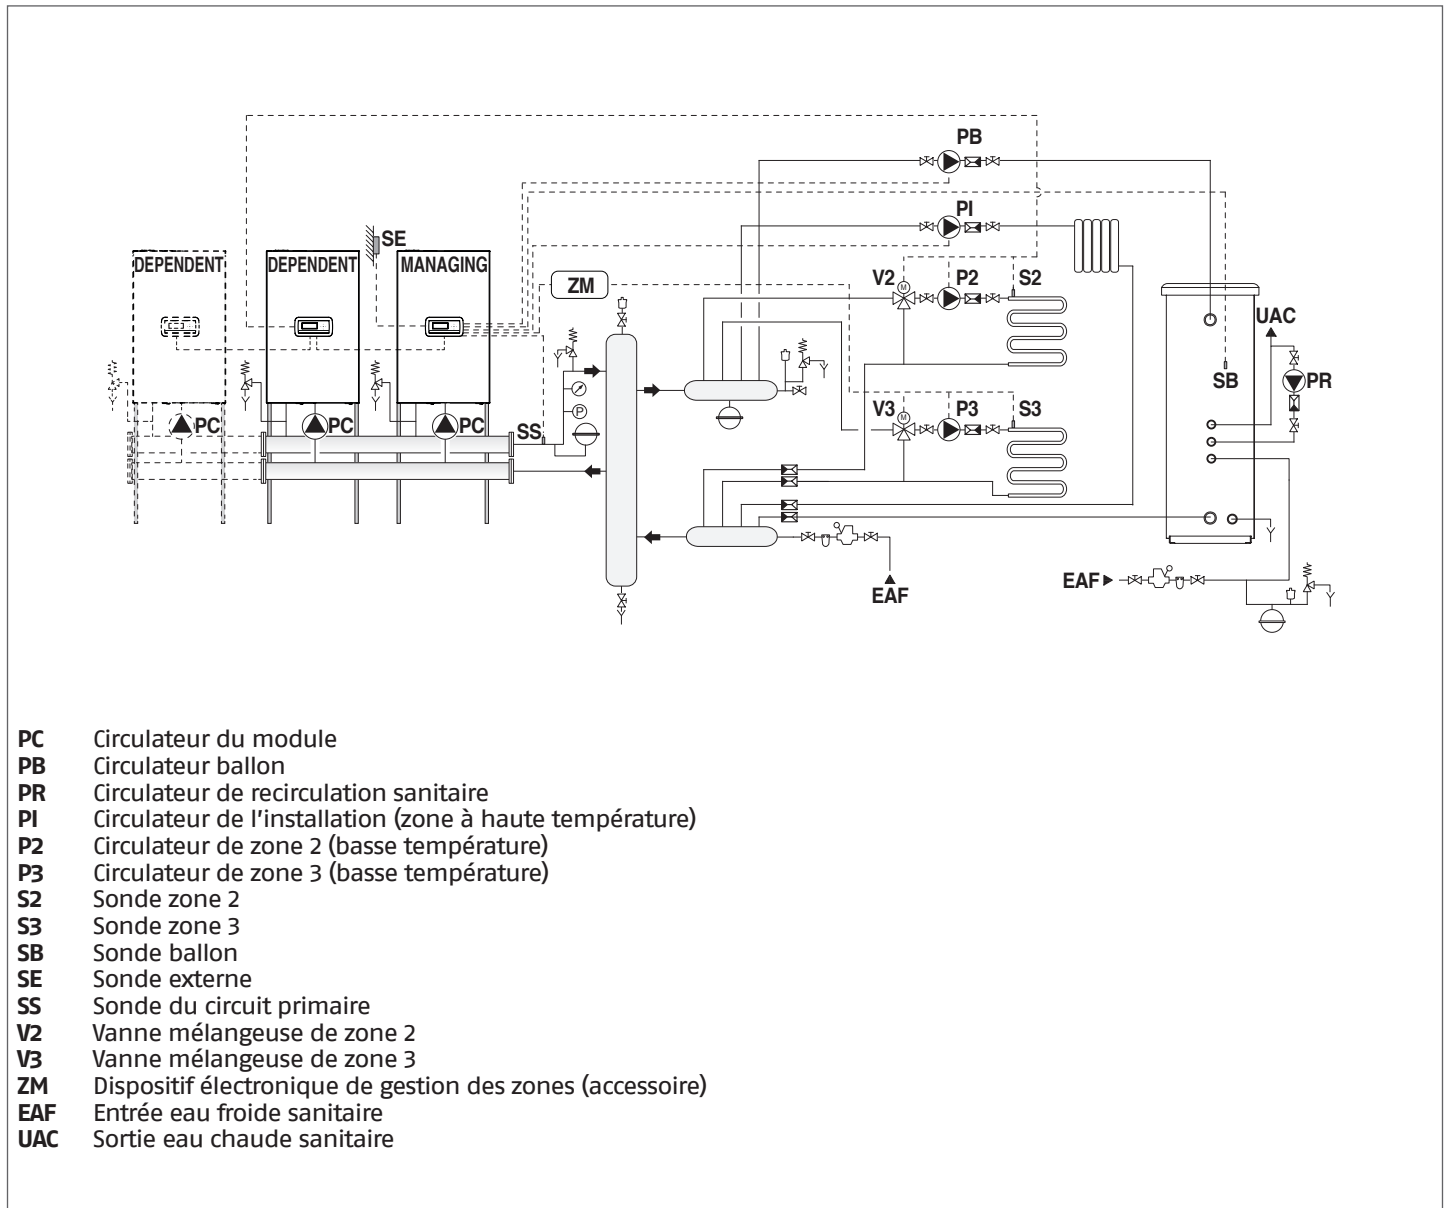 PB
PI
SE
DEPENDENT
DEPENDENT
MANAGING
ZM
V2
M
P2
S2
UAC
SB
PR
PC
PC
PC
SS
P
V3
M
P3
S3
EAF
EAF
PC Circulateur du module
PB Circulateur ballon
PR Circulateur de recirculation sanitaire
PI Circulateur de l'installation (zone à haute température)
P2 Circulateur de zone 2 (basse température)
P3 Circulateur de zone 3 (basse température)
S2 Sonde zone 2
S3 Sonde zone 3
SB Sonde ballon
SE Sonde externe
SS Sonde du circuit primaire
V2 Vanne mélangeuse de zone 2
V3 Vanne mélangeuse de zone 3
ZM Dispositif électronique de gestion des zones (accessoire)
EAF Entrée eau froide sanitaire
UAC Sortie eau chaude sanitaire